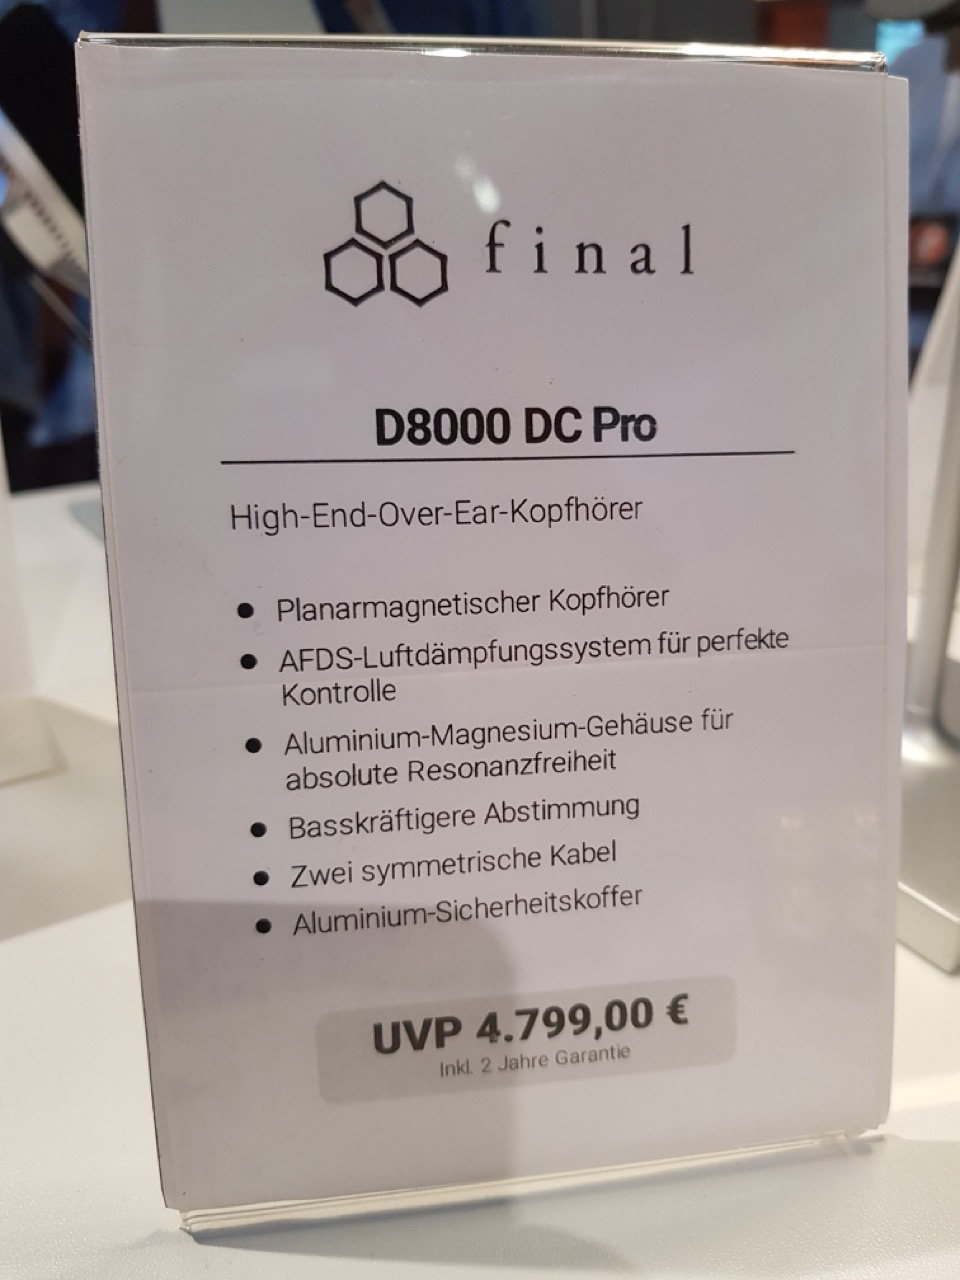 final
D8000 DC Pro
High-End-Over-Ear-Kopfhörer
● Planarmagnetischer Kopfhörer
● AFDS-Luftdämpfungssystem für perfekte
Kontrolle
● Aluminium-Magnesium-Gehäuse für
absolute Resonanzfreiheit
● Basskräftigere Abstimmung
● Zwei symmetrische Kabel
● Aluminium-Sicherheitskoffer
UVP 4.799,00 €
Inkl. 2 Jahre Garantie